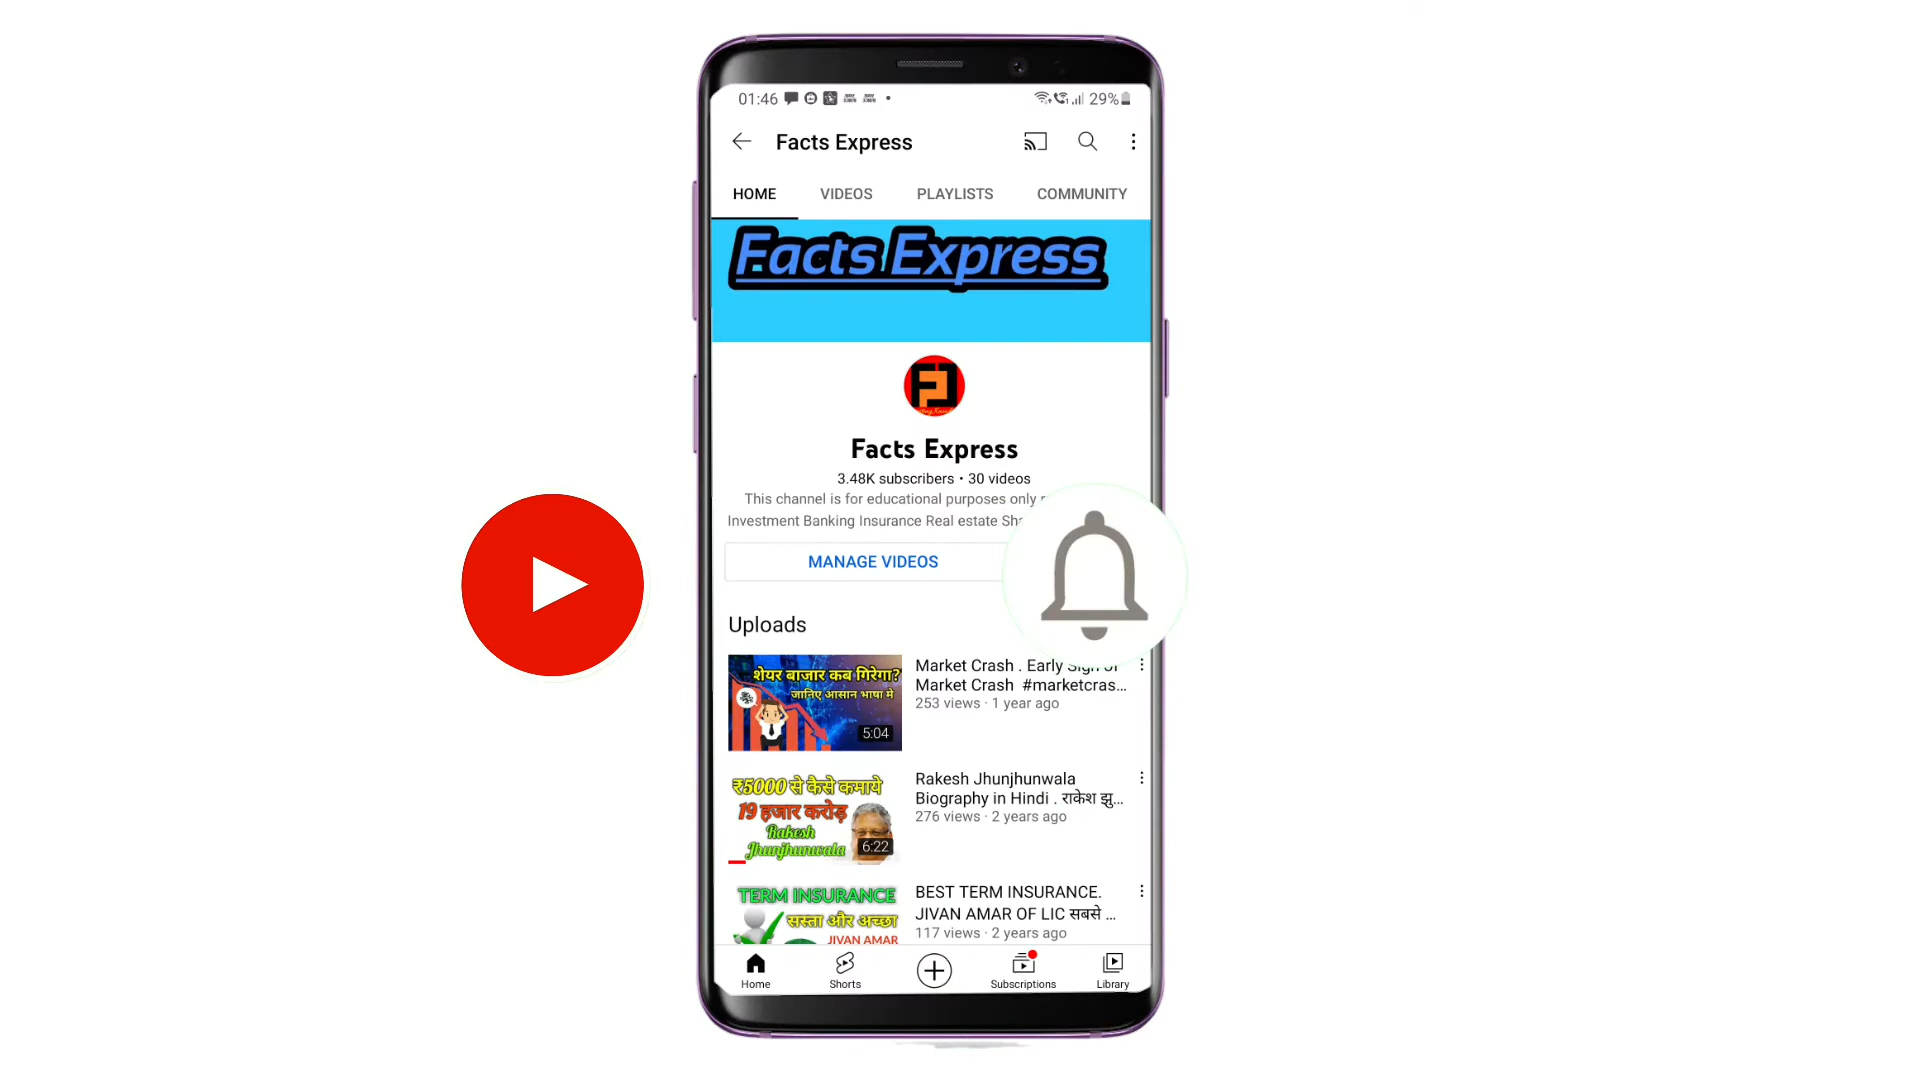 01:46
29%
Facts Express
HOME VIDEOS PLAYLISTS COMMUNITY
Facts Express
Facts Express
3.48K subscribers • 30 videos
This channel is for educational purposes only
Investment Banking Insurance Real estate
MANAGE VIDEOS
Uploads
शेयर बाजार कब गिरेगा?
जानिए आसान भाषा मे
5:04
Market Crash . Early Sign of
Market Crash #marketcras...
253 views · 1 year ago
₹5000 से कैसे कमाये
19 हजार करोड़
Rakesh
Jhunjhunwala
6:22
Rakesh Jhunjhunwala
Biography in Hindi . राकेश झु...
276 views · 2 years ago
TERM INSURANCE
सस्ता और अच्छा
JIVAN AMAR
BEST TERM INSURANCE.
JIVAN AMAR OF LIC सबसे ...
117 views · 2 years ago
Home Shorts Subscriptions Library